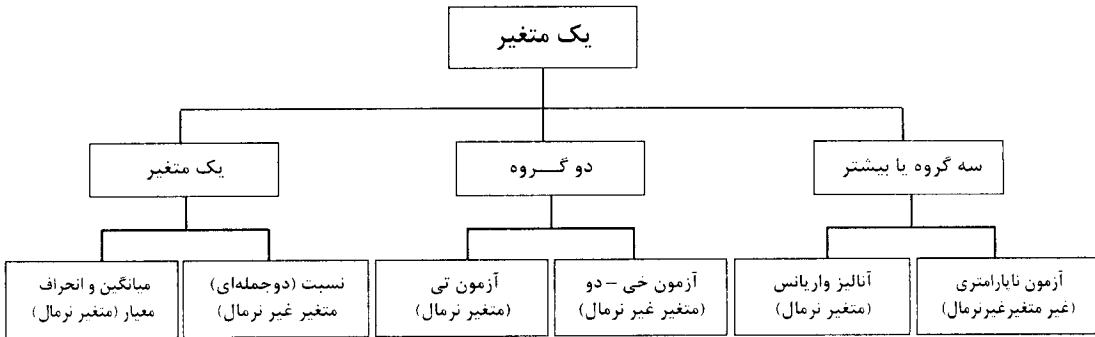 یک متغیر
سه گروه یا بیشتر
دو گـــروه
یک متغیر
آزمون ناپارامتری
(غیر متغیرغیرنرمال)
آنالیز واریانس
(متغیر نرمال)
آزمون خی – دو
(متغیر غیر نرمال)
آزمون تی
(متغیر نرمال)
نسبت (دوجمله‌ای)
متغیر غیر نرمال)
میانگین و انحراف
معیار (متغیر نرمال)